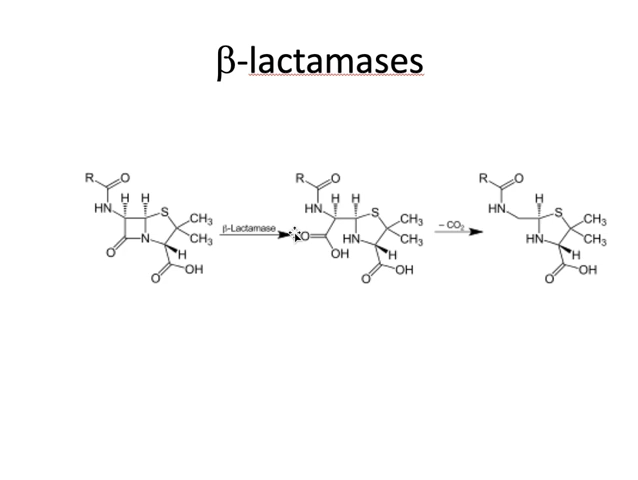 β-lactamases
R O
HN H H S CH3
CH3
O N H
O OH
β-Lactamase
R O
HN H H S CH3
CH3
O HN H
OH O OH
– CO2
R O
HN H S CH3
CH3
HN H
O OH